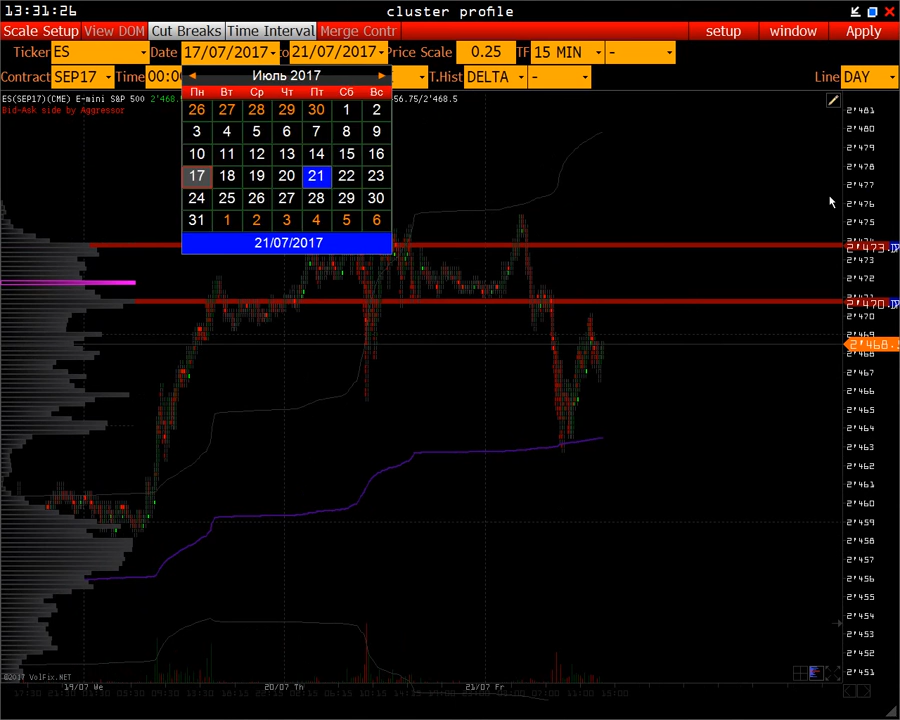 13:31:26 cluster profile
Scale Setup View DOM Cut Breaks Time Interval Merge Contr setup window Apply
Ticker ES Date 17/07/2017 to 21/07/2017 Price Scale 0.25 TF 15 MIN -
Contract SEP17 Time 00:00 T.Hist DELTA - Line DAY
Июль 2017
Пн Вт Ср Чт Пт Сб Вс
26 27 28 29 30 1 2
3 4 5 6 7 8 9
10 11 12 13 14 15 16
17 18 19 20 21 22 23
24 25 26 27 28 29 30
31 1 2 3 4 5 6
21/07/2017
ES(SEP17)(CME) E-mini S&P 500 2'468. 56.75/2'468.5
Bid-Ask side by Aggressor
2'481
2'480
2'479
2'478
2'477
2'476
2'475
2'473.
2'473
2'472
2'470.
2'470
2'469
2'468.
2'468
2'467
2'466
2'465
2'464
2'463
2'462
2'461
2'460
2'459
2'458
2'457
2'456
2'455
2'454
2'453
2'452
2'451
©2017 VolFix.NET
19/07 We 20/07 Th 21/07 Fr